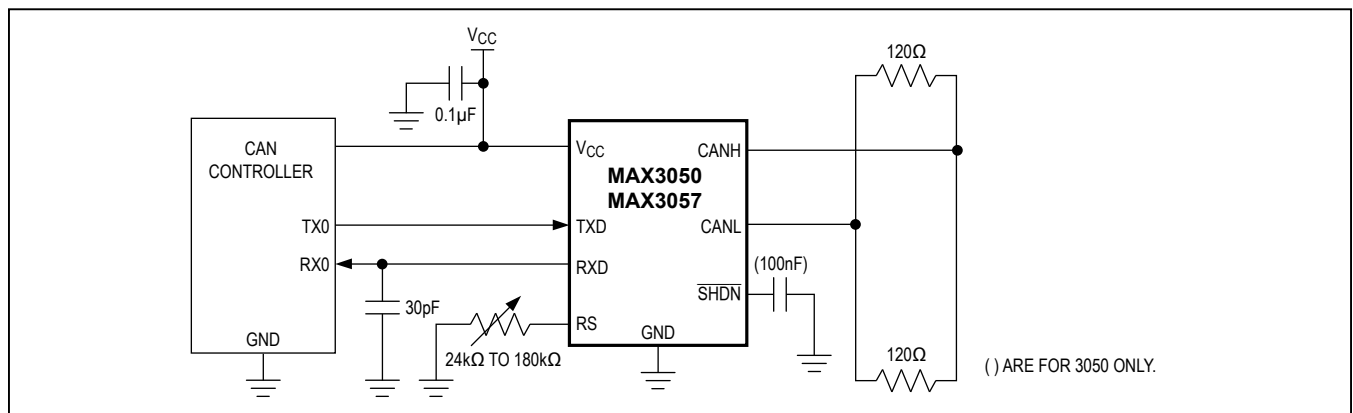 VCC
120Ω
0.1µF
CAN
CONTROLLER
VCC
CANH
MAX3050
MAX3057
TX0
TXD
CANL
RX0
RXD
(100nF)
SHDN
30pF
RS
GND
GND
24kΩ TO 180kΩ
120Ω
( ) ARE FOR 3050 ONLY.